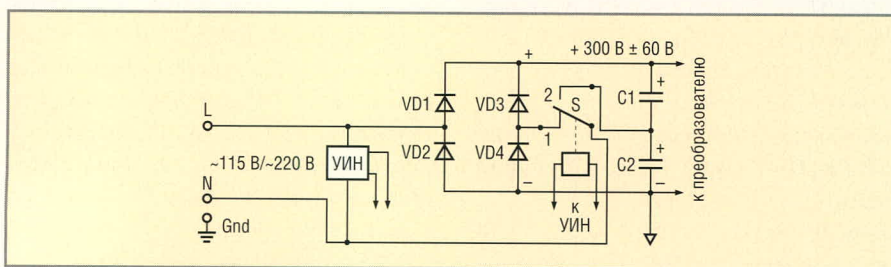 + 300 В ± 60 В
+
VD1
VD3
2
S
C1
+
L
1
VD2
VD4
C2
+
~115 В/~220 В
УИН
N
–
–
к
УИН
Gnd
к преобразователю